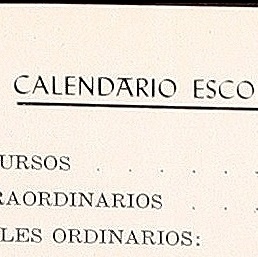 CALENDARIO ESCO
URSOS . . . .
RAORDINARIOS . . .
LES ORDINARIOS: